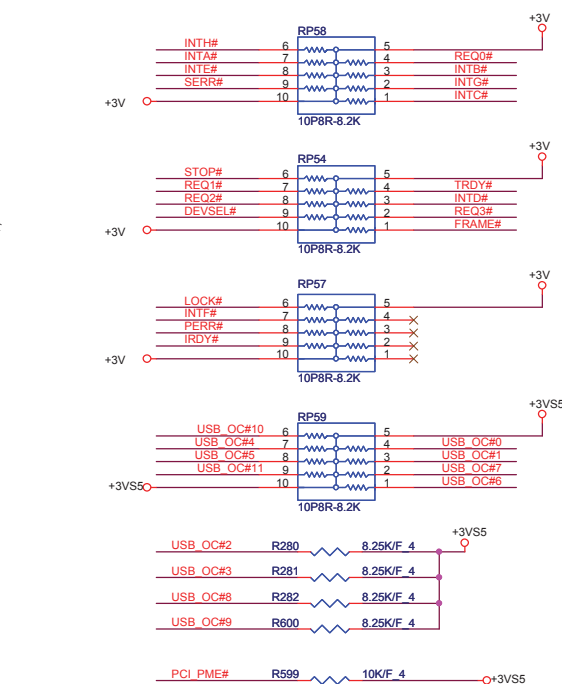 +3V
RP58
INTH# 6 5
INTA# 7 4 REQ0#
INTE# 8 3 INTB#
SERR# 9 2 INTG#
+3V 10 1 INTC#
10P8R-8.2K
+3V
RP54
STOP# 6 5
REQ1# 7 4 TRDY#
REQ2# 8 3 INTD#
DEVSEL# 9 2 REQ3#
+3V 10 1 FRAME#
10P8R-8.2K
+3V
RP57
LOCK# 6 5
INTF# 7 4
PERR# 8 3
IRDY# 9 2
+3V 10 1
10P8R-8.2K
+3VS5
RP59
USB_OC#10 6 5
USB_OC#4 7 4 USB_OC#0
USB_OC#5 8 3 USB_OC#1
USB_OC#11 9 2 USB_OC#7
+3VS5 10 1 USB_OC#6
10P8R-8.2K
+3VS5
USB_OC#2 R280 8.25K/F_4
USB_OC#3 R281 8.25K/F_4
USB_OC#8 R282 8.25K/F_4
USB_OC#9 R600 8.25K/F_4
PCI_PME# R599 10K/F_4 +3VS5